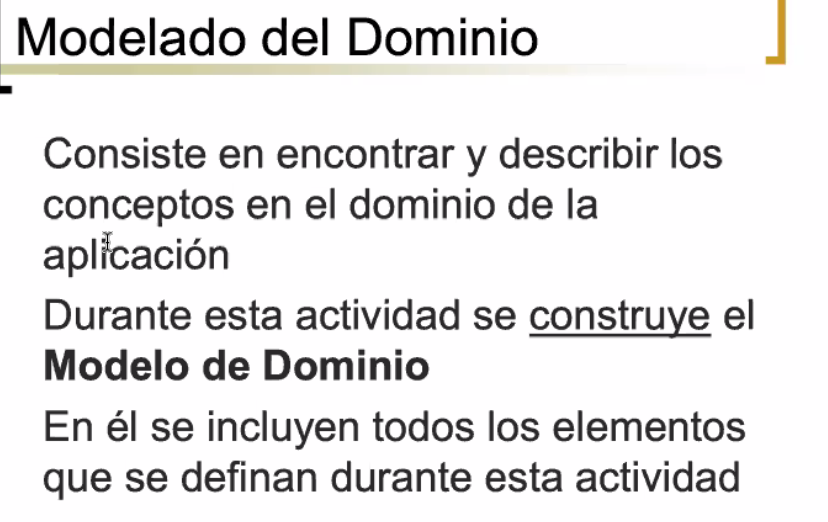 Modelado del Dominio
Consiste en encontrar y describir los
conceptos en el dominio de la
aplicación
Durante esta actividad se construye el
Modelo de Dominio
En él se incluyen todos los elementos
que se definan durante esta actividad